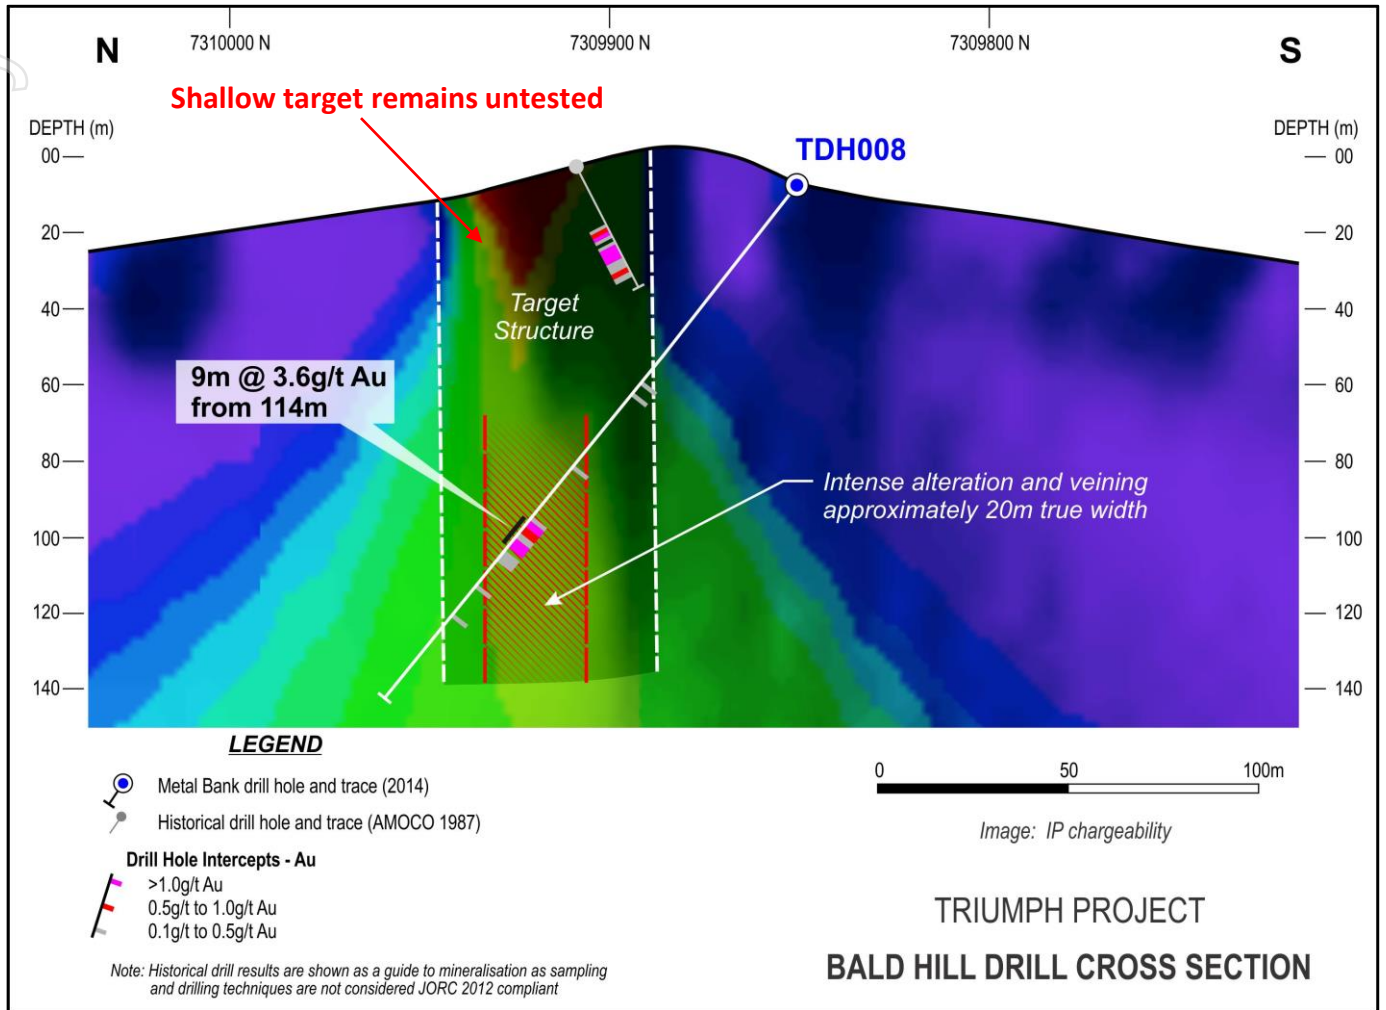 7310000 N
7309900 N
7309800 N
N
S
Shallow target remains untested
DEPTH (m)
DEPTH (m)
TDH008
00
00
20
20
40
40
60
60
80
80
100
100
120
120
140
140
Target
Structure
9m @ 3.6g/t Au
from 114m
Intense alteration and veining
approximately 20m true width
LEGEND
Metal Bank drill hole and trace (2014)
Historical drill hole and trace (AMOCO 1987)
Drill Hole Intercepts - Au
>1.0g/t Au
0.5g/t to 1.0g/t Au
0.1g/t to 0.5g/t Au
Note: Historical drill results are shown as a guide to mineralisation as sampling
and drilling techniques are not considered JORC 2012 compliant
0
50
100m
Image: IP chargeability
TRIUMPH PROJECT
BALD HILL DRILL CROSS SECTION